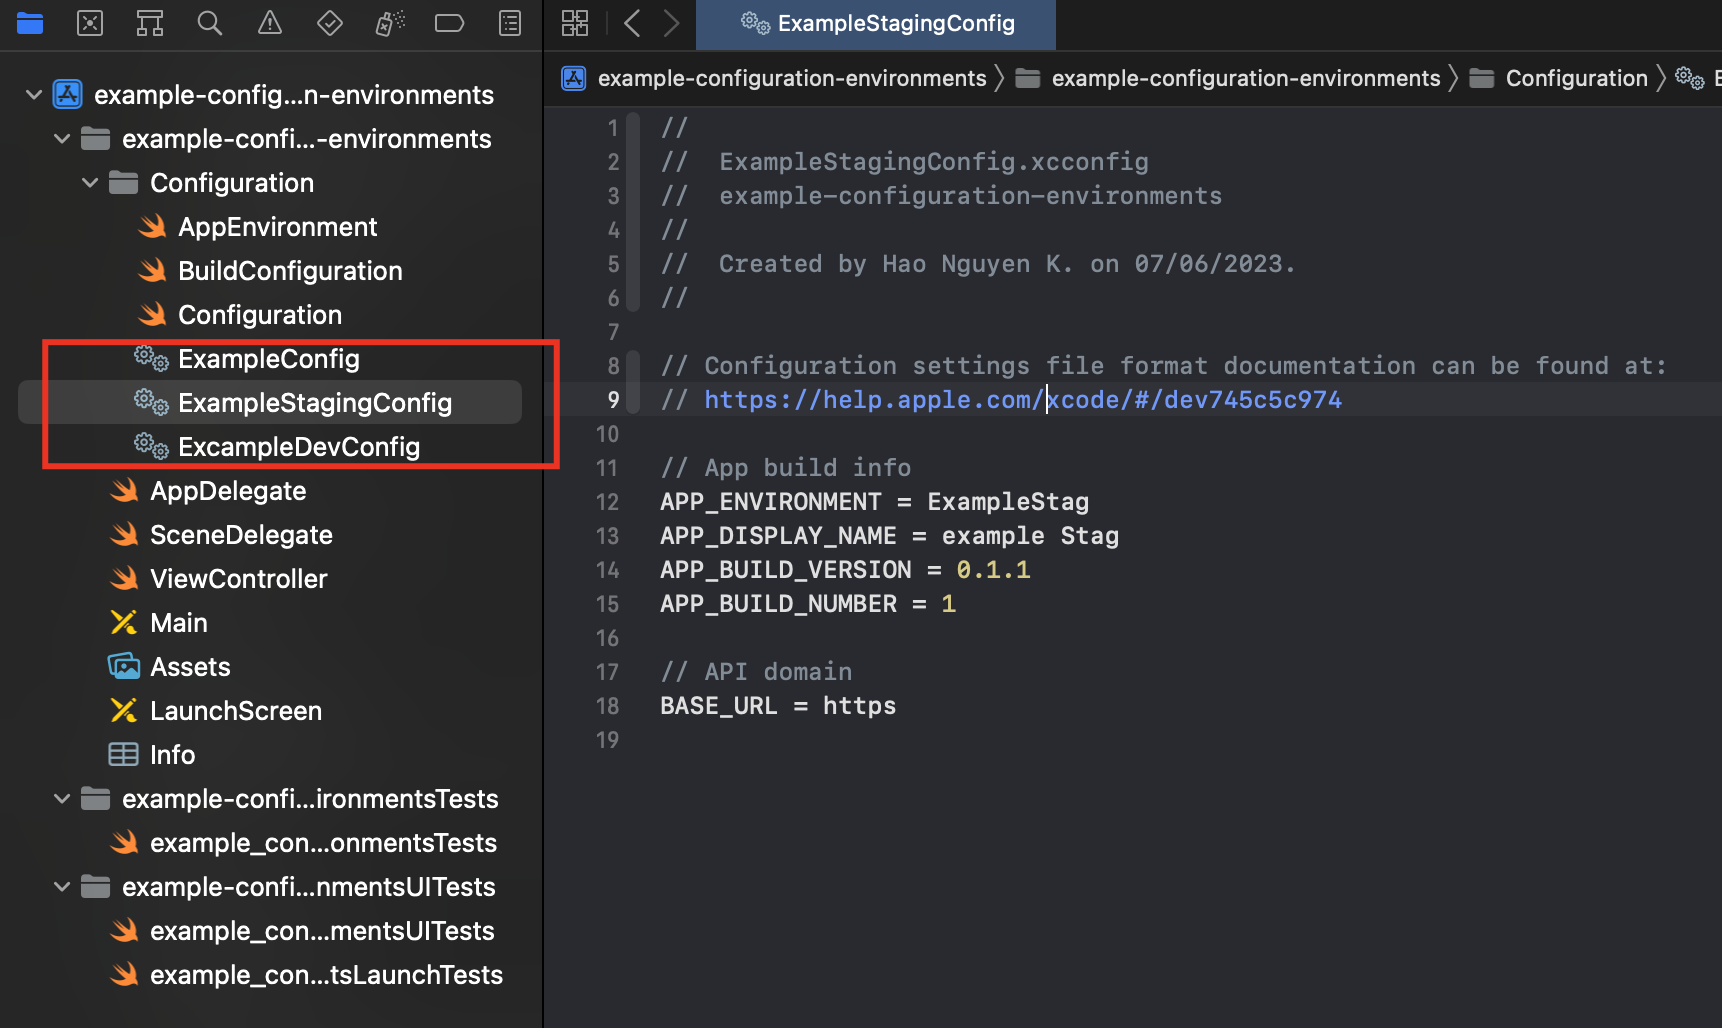 ExampleStagingConfig
example-configuration-environments
example-configuration-environments
Configuration
example-config...n-environments
example-confi...-environments
Configuration
AppEnvironment
BuildConfiguration
Configuration
ExampleConfig
ExampleStagingConfig
ExcampleDevConfig
AppDelegate
SceneDelegate
ViewController
Main
Assets
LaunchScreen
Info
example-confi...ironmentsTests
example_con...onmentsTests
example-confi...nmentsUITests
example_con...mentsUITests
example_con...tsLaunchTests
1 //
2 //  ExampleStagingConfig.xcconfig
3 //  example-configuration-environments
4 //
5 //  Created by Hao Nguyen K. on 07/06/2023.
6 //
7
8 // Configuration settings file format documentation can be found at:
9 // https://help.apple.com/xcode/#/dev745c5c974
10
11 // App build info
12 APP_ENVIRONMENT = ExampleStag
13 APP_DISPLAY_NAME = example Stag
14 APP_BUILD_VERSION = 0.1.1
15 APP_BUILD_NUMBER = 1
16
17 // API domain
18 BASE_URL = https
19